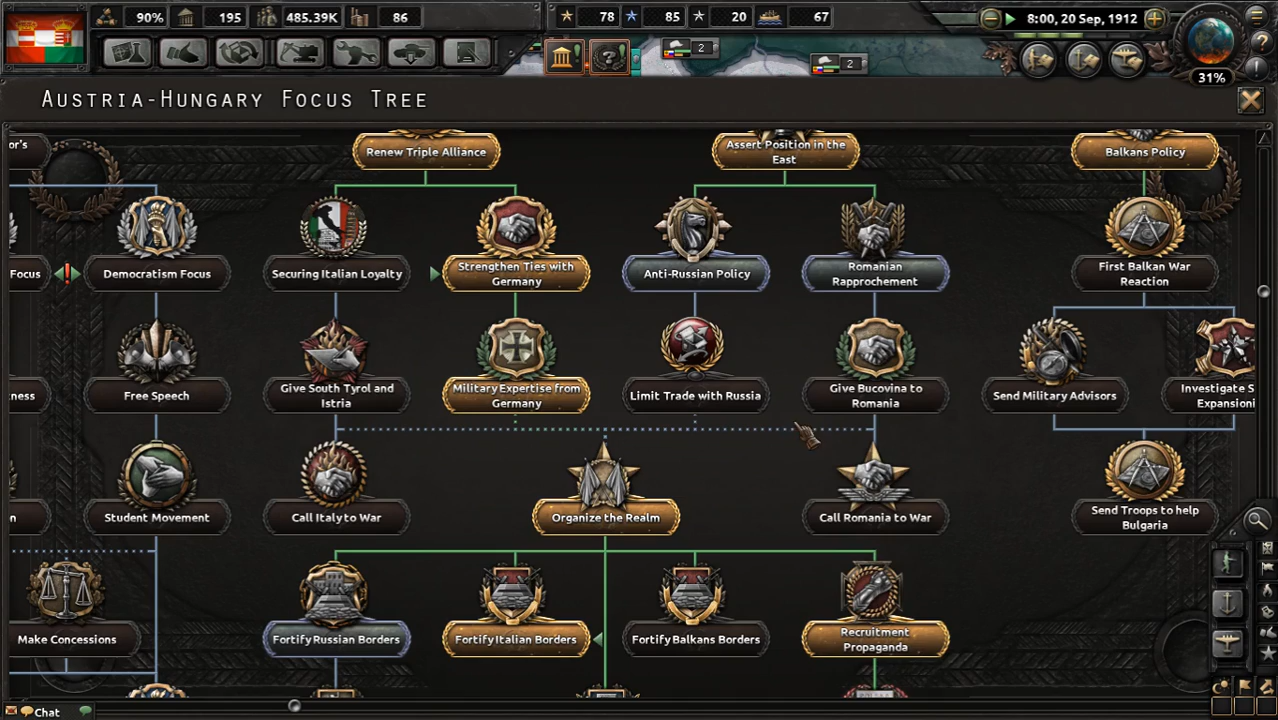 90%
195
485.39K
86
78
85
20
67
8:00, 20 Sep, 1912
2
2
31%
Austria-Hungary Focus Tree
or's
Renew Triple Alliance
Assert Position in the
East
Balkans Policy
Focus
Democratism Focus
Securing Italian Loyalty
Strengthen Ties with
Germany
Anti-Russian Policy
Romanian
Rapprochement
First Balkan War
Reaction
ness
Free Speech
Give South Tyrol and
Istria
Military Expertise from
Germany
Limit Trade with Russia
Give Bucovina to
Romania
Send Military Advisors
Investigate S
Expansioni
n
Student Movement
Call Italy to War
Organize the Realm
Call Romania to War
Send Troops to help
Bulgaria
Make Concessions
Fortify Russian Borders
Fortify Italian Borders
Fortify Balkans Borders
Recruitment
Propaganda
Chat